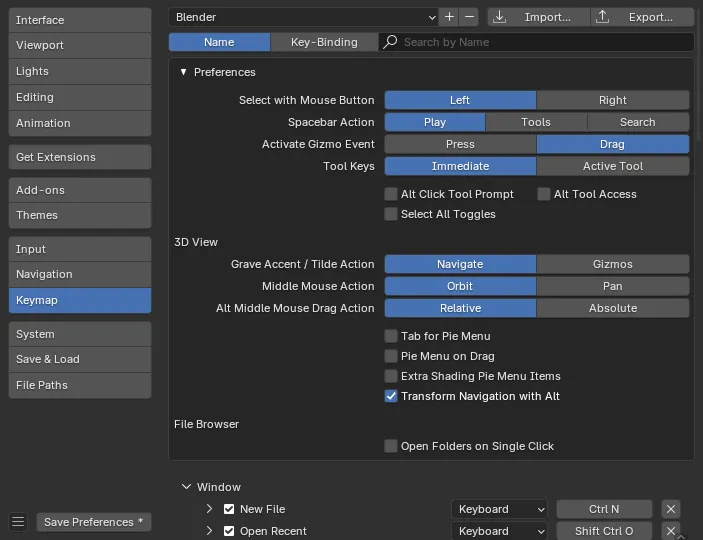 Interface
Viewport
Lights
Editing
Animation
Get Extensions
Add-ons
Themes
Input
Navigation
Keymap
System
Save & Load
File Paths
Save Preferences *
Blender
Import...
Export...
Name
Key-Binding
Search by Name
Preferences
Select with Mouse Button Left Right
Spacebar Action Play Tools Search
Activate Gizmo Event Press Drag
Tool Keys Immediate Active Tool
Alt Click Tool Prompt Alt Tool Access
Select All Toggles
3D View
Grave Accent / Tilde Action Navigate Gizmos
Middle Mouse Action Orbit Pan
Alt Middle Mouse Drag Action Relative Absolute
Tab for Pie Menu
Pie Menu on Drag
Extra Shading Pie Menu Items
Transform Navigation with Alt
File Browser
Open Folders on Single Click
Window
New File Keyboard Ctrl N
Open Recent Keyboard Shift Ctrl O